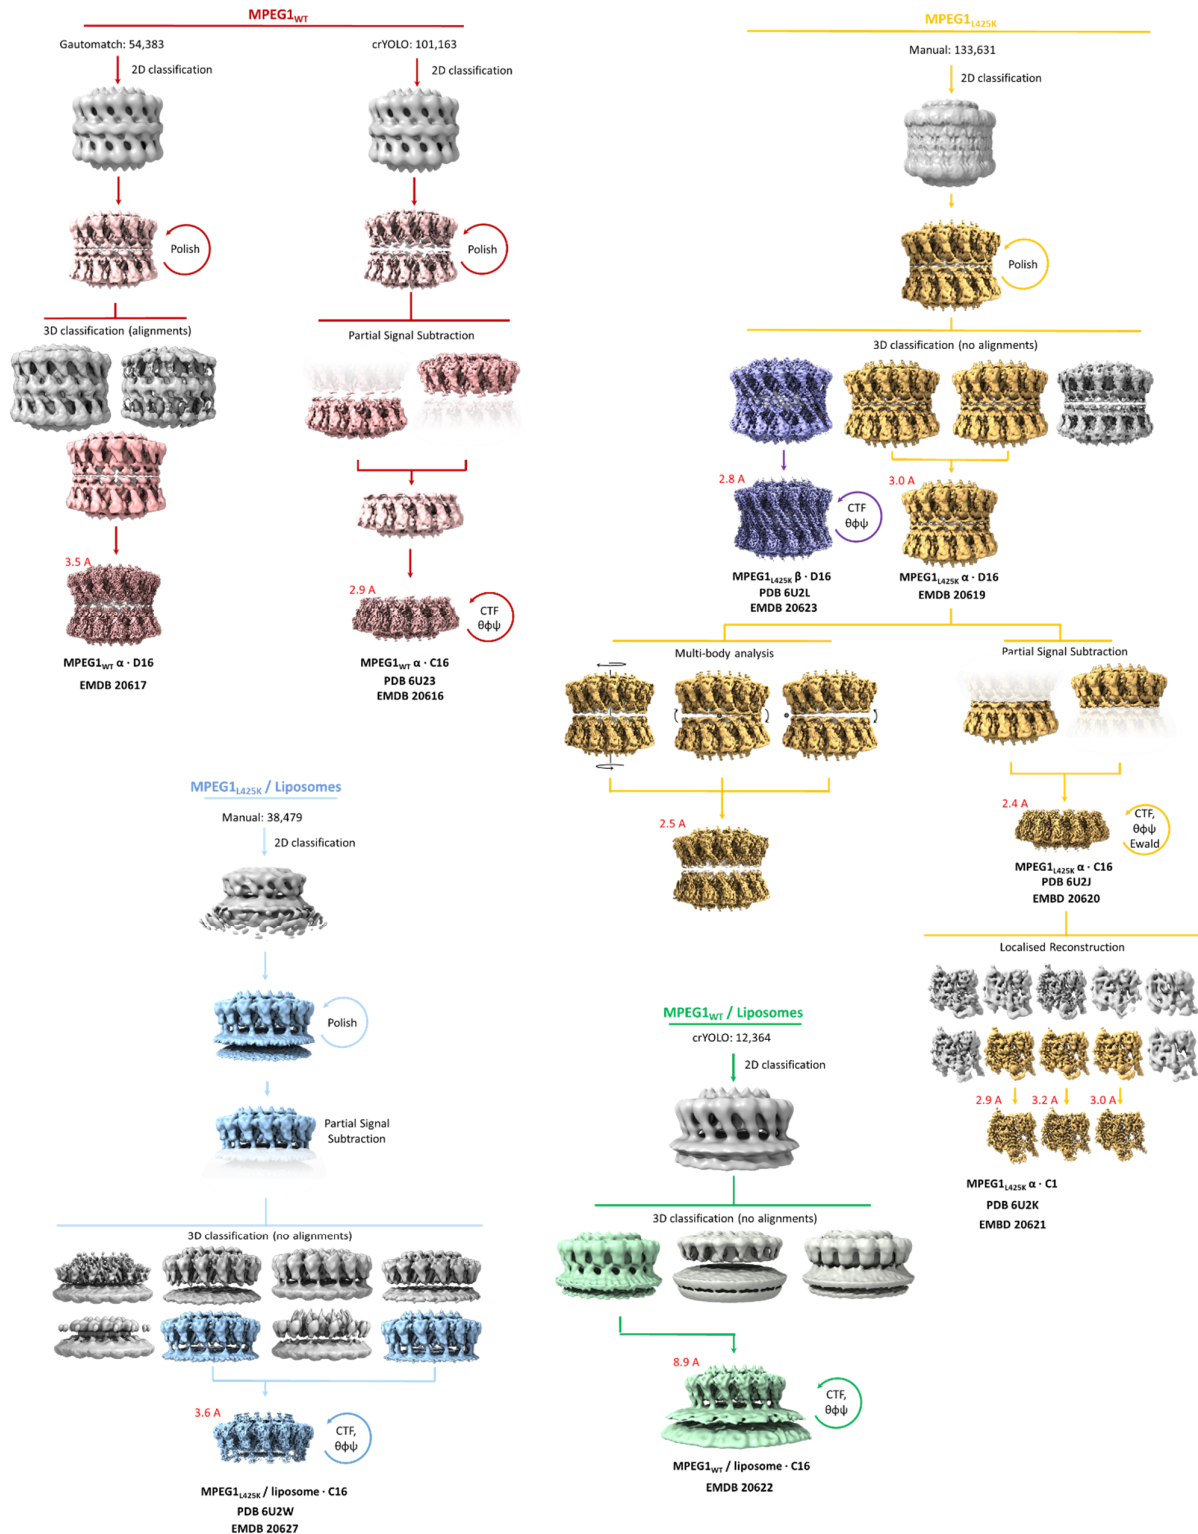 MPEG1WT
Gautomatch: 54,383
crYOLO: 101,163
2D classification
2D classification
Polish
Polish
3D classification (alignments)
Partial Signal Subtraction
3.5 A
2.9 A
CTF
θϕψ
MPEG1WT α · D16
EMDB 20617
MPEG1WT α · C16
PDB 6U23
EMDB 20616
MPEG1L425K
Manual: 133,631
2D classification
Polish
3D classification (no alignments)
2.8 A
3.0 A
CTF
θϕψ
MPEG1L425K β · D16
PDB 6U2L
EMDB 20623
MPEG1L425K α · D16
EMDB 20619
Multi-body analysis
Partial Signal Subtraction
2.5 A
2.4 A
CTF,
θϕψ
Ewald
MPEG1L425K α · C16
PDB 6U2J
EMBD 20620
Localised Reconstruction
2.9 A
3.2 A
3.0 A
MPEG1L425K α · C1
PDB 6U2K
EMBD 20621
MPEG1L425K / Liposomes
Manual: 38,479
2D classification
Polish
Partial Signal
Subtraction
3D classification (no alignments)
3.6 A
CTF,
θϕψ
MPEG1L425K / liposome · C16
PDB 6U2W
EMDB 20627
MPEG1WT / Liposomes
crYOLO: 12,364
2D classification
3D classification (no alignments)
8.9 A
CTF,
θϕψ
MPEG1WT / liposome · C16
EMDB 20622